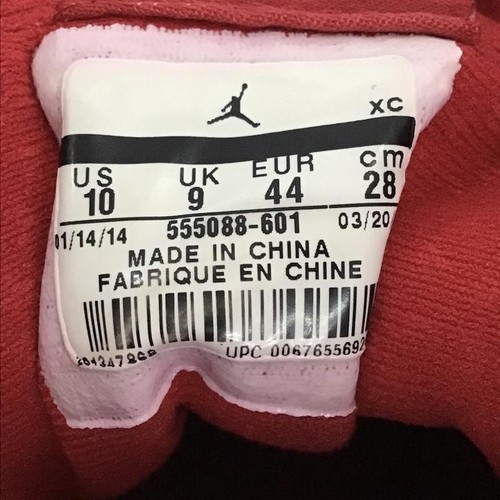 XC
US UK EUR cm
10 9 44 28
01/14/14 555088-601 03/20
MADE IN CHINA
FABRIQUE EN CHINE
UPC 0067655692